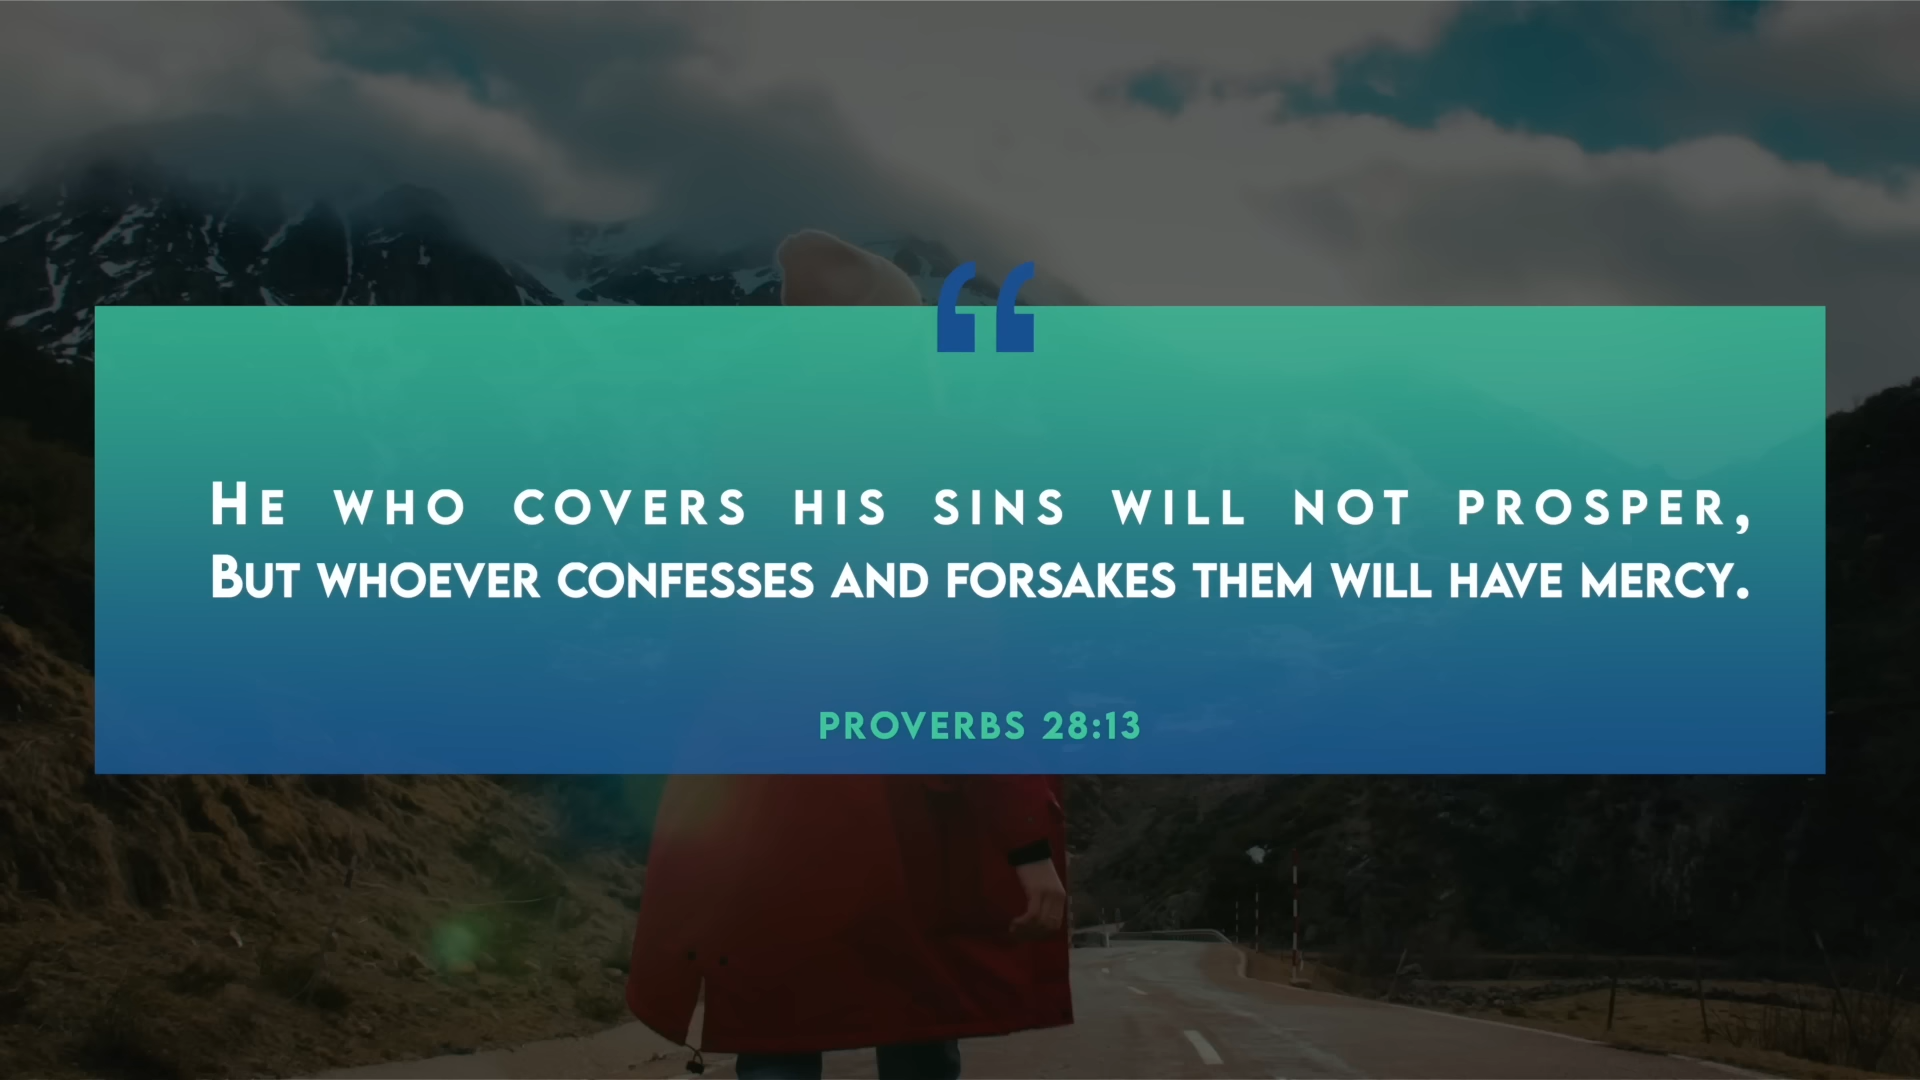 “
He who covers his sins will not prosper,
But whoever confesses and forsakes them will have mercy.
PROVERBS 28:13